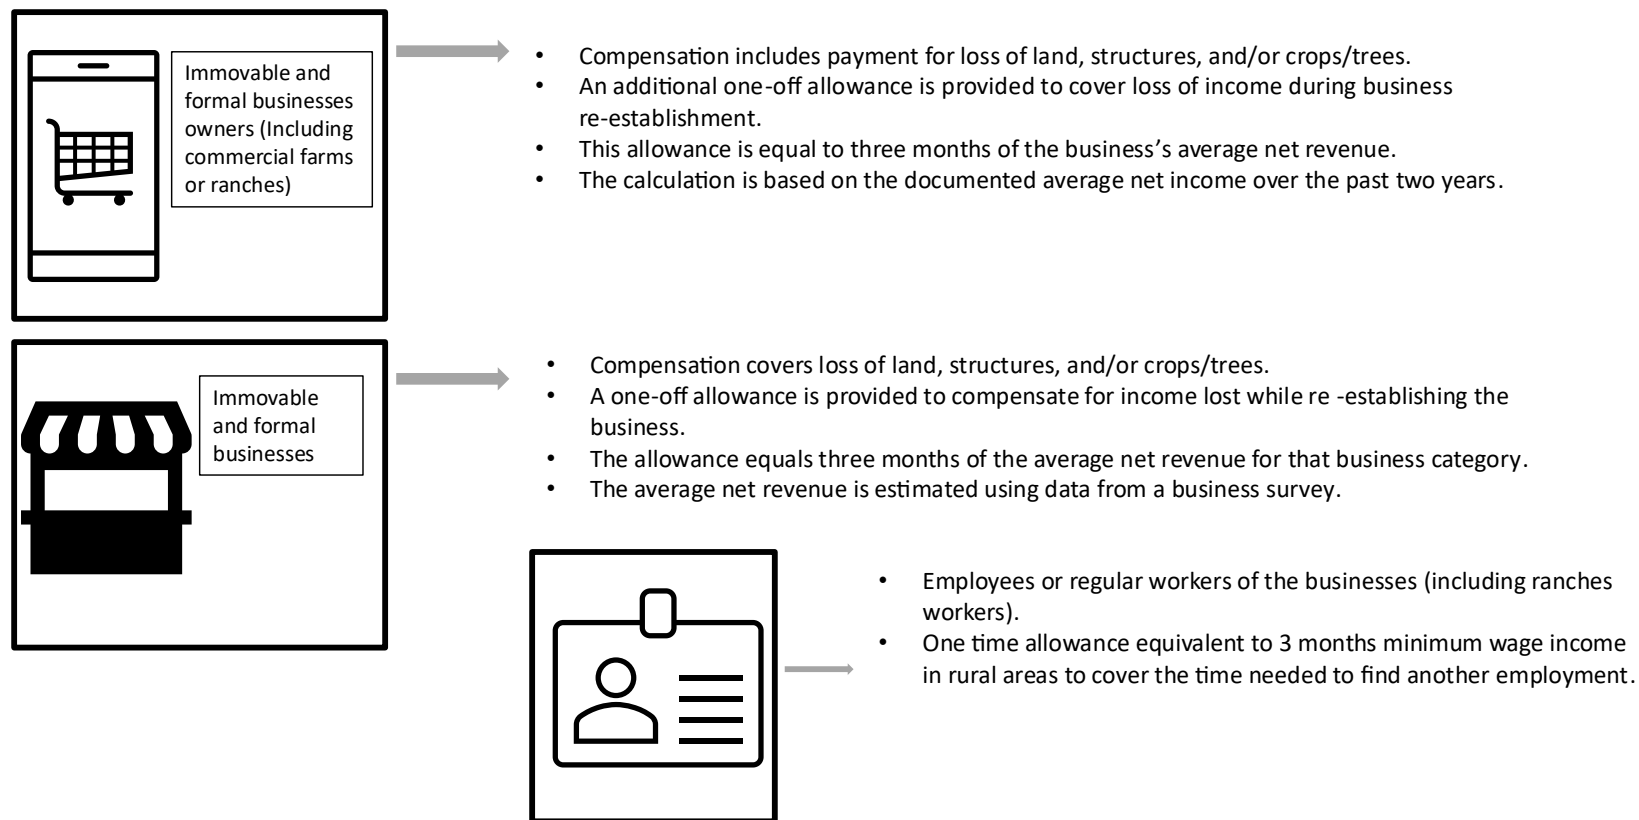 Immovable and
formal businesses
owners (Including
commercial farms
or ranches)
• Compensation includes payment for loss of land, structures, and/or crops/trees.
• An additional one-off allowance is provided to cover loss of income during business
re-establishment.
• This allowance is equal to three months of the business’s average net revenue.
• The calculation is based on the documented average net income over the past two years.
Immovable
and formal
businesses
• Compensation covers loss of land, structures, and/or crops/trees.
• A one-off allowance is provided to compensate for income lost while re -establishing the
business.
• The allowance equals three months of the average net revenue for that business category.
• The average net revenue is estimated using data from a business survey.
• Employees or regular workers of the businesses (including ranches
workers).
• One time allowance equivalent to 3 months minimum wage income
in rural areas to cover the time needed to find another employment.